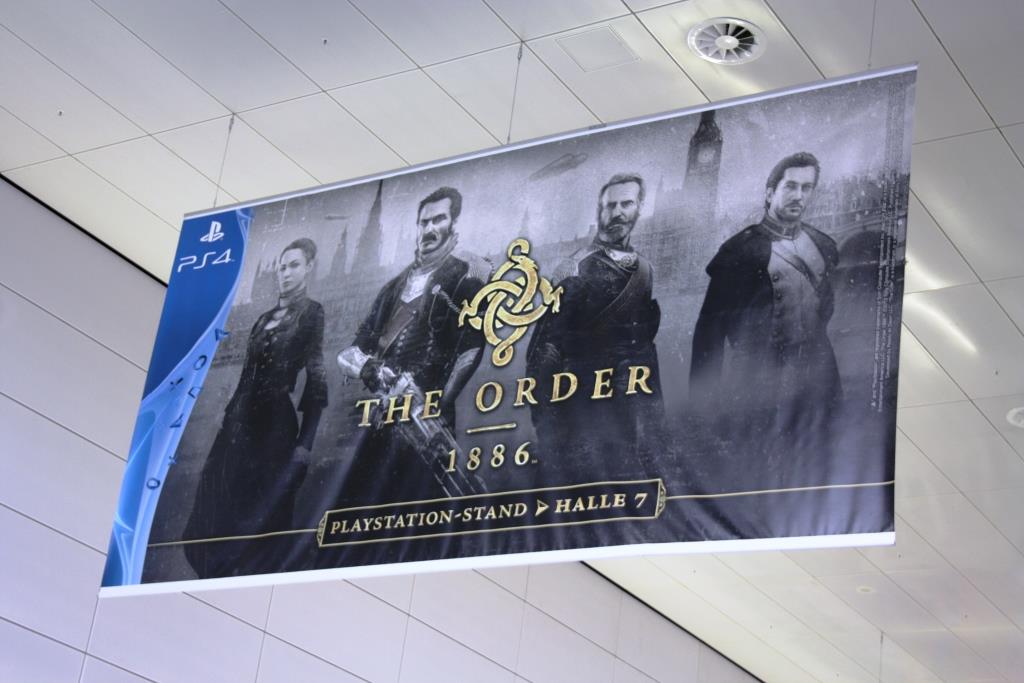 PS4
THE ORDER
1886
PLAYSTATION-STAND HALLE 7